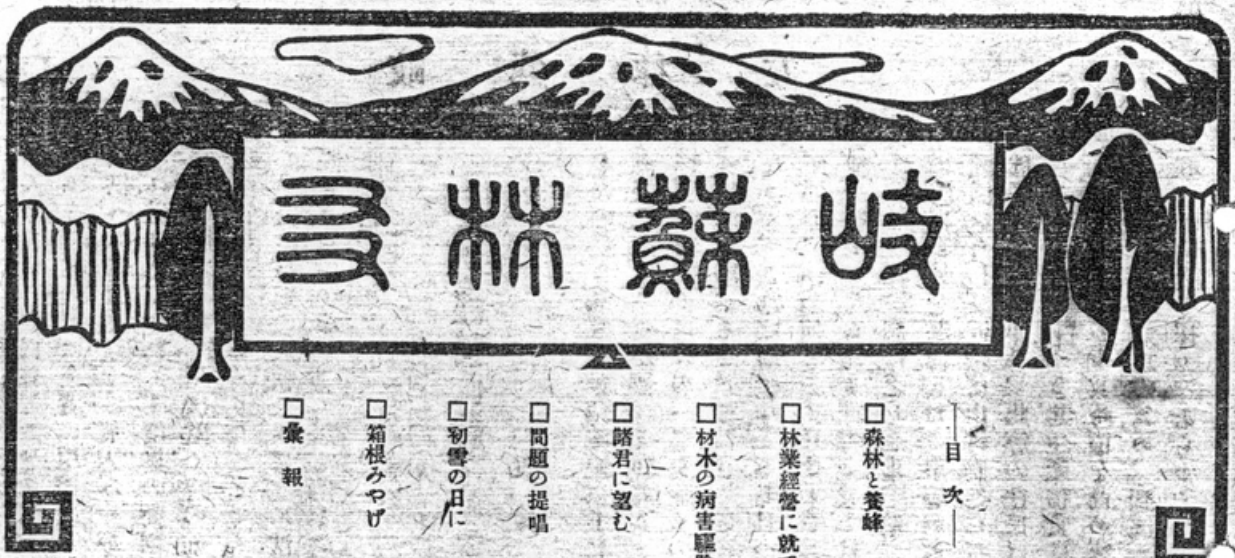 岐蘇林友
―目次―
□森林と養蜂
□林業經營に就て
□材木の病害
□諸君に望む
□問題の提唱
□初雪の日に
□箱根みやげ
□彙報